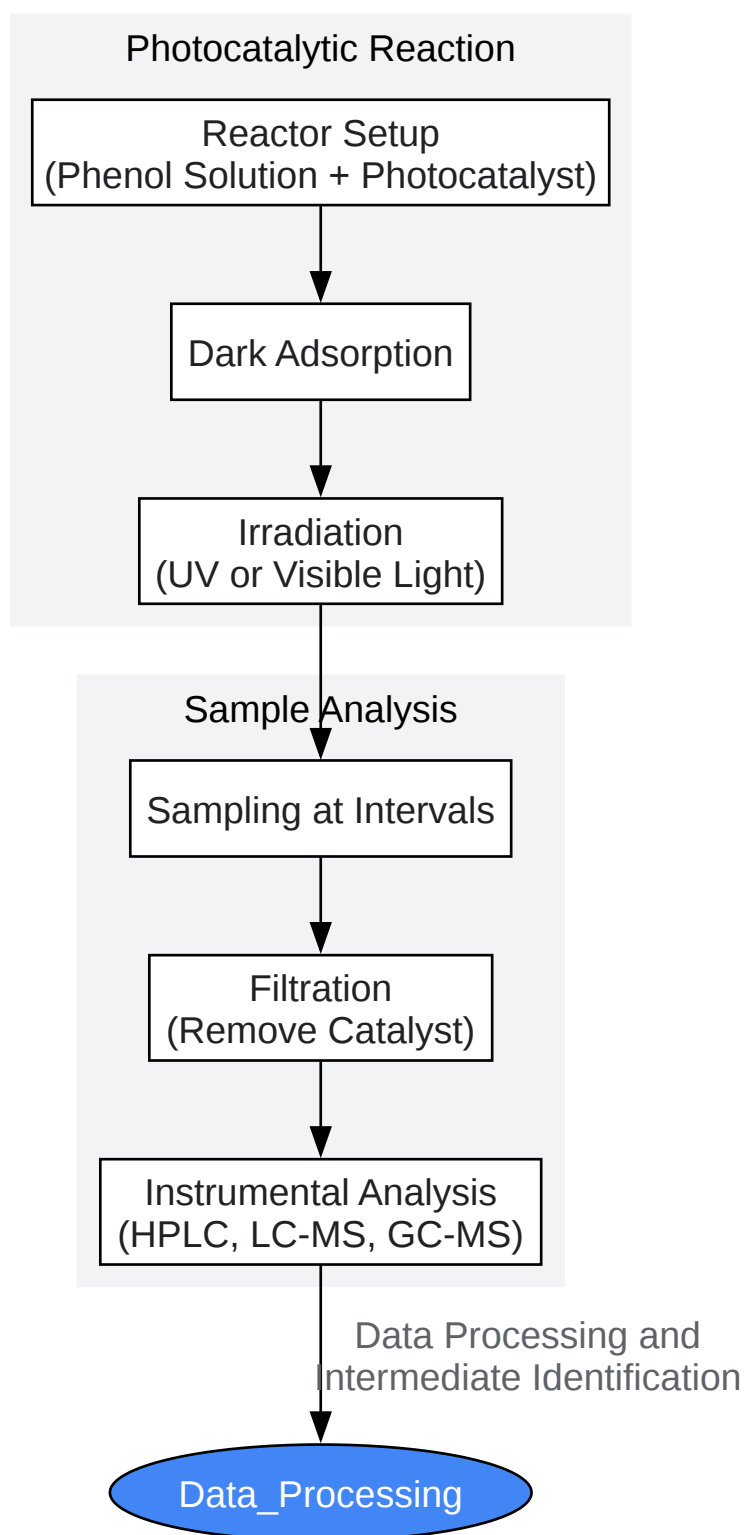 Photocatalytic Reaction
Reactor Setup
(Phenol Solution + Photocatalyst)
Dark Adsorption
Irradiation
(UV or Visible Light)
Sample Analysis
Sampling at Intervals
Filtration
(Remove Catalyst)
Instrumental Analysis
(HPLC, LC-MS, GC-MS)
Data Processing and
Intermediate Identification
Data_Processing